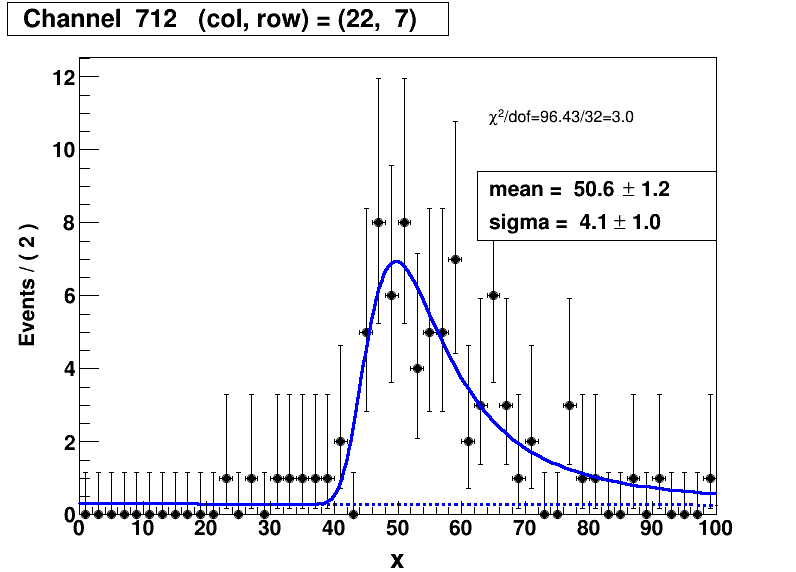 Channel 712 (col, row) = (22, 7)
χ²/dof=96.43/32=3.0
mean = 50.6 ± 1.2
sigma = 4.1 ± 1.0
Events / ( 2 )
12
10
8
6
4
2
0
0 10 20 30 40 50 60 70 80 90 100
x